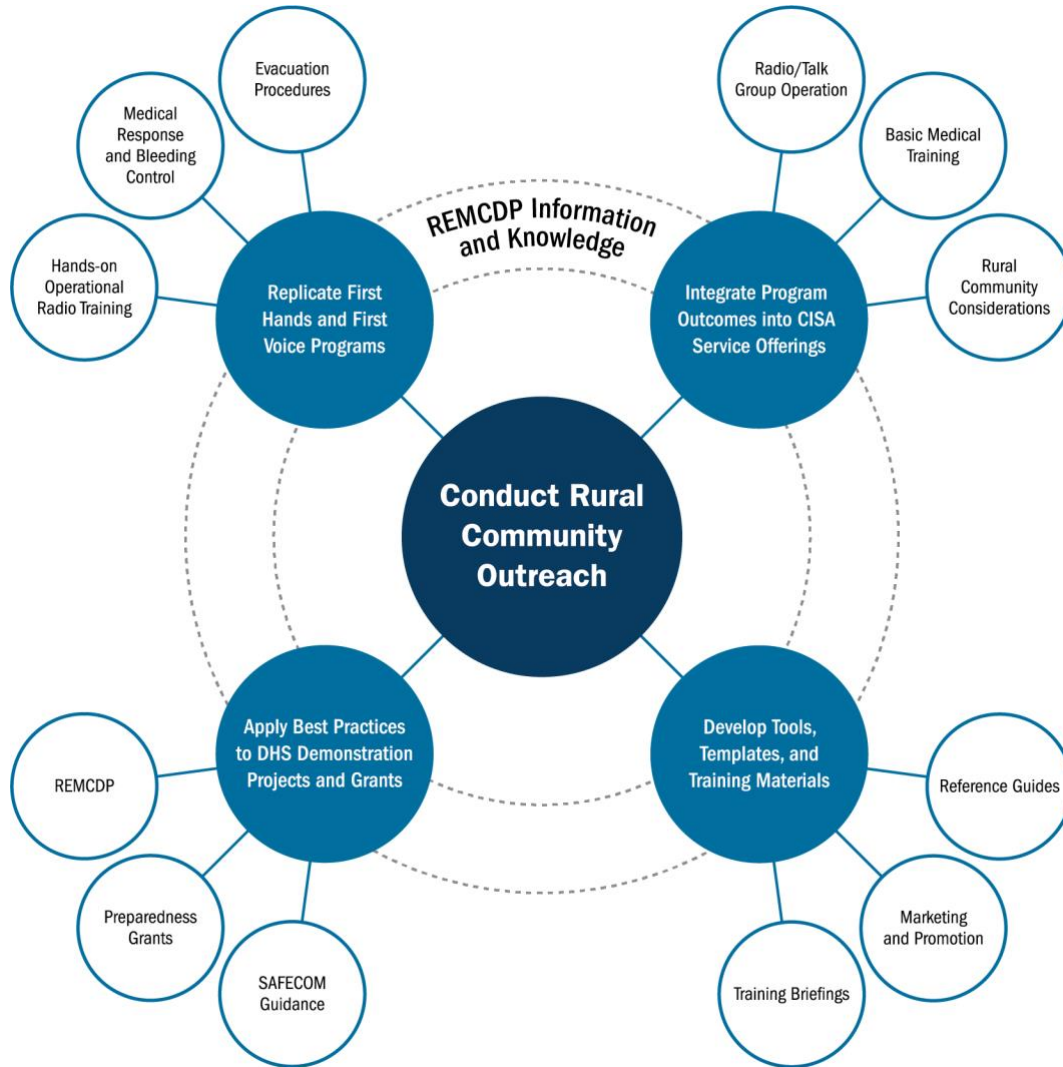 Evacuation
Procedures
Medical
Response
and Bleeding
Control
Hands-on
Operational
Radio Training
Replicate First
Hands and First
Voice Programs
REMCDP Information
and Knowledge
Radio/Talk
Group Operation
Basic Medical
Training
Rural
Community
Considerations
Integrate Program
Outcomes into CISA
Service Offerings
Conduct Rural
Community
Outreach
Apply Best Practices
to DHS Demonstration
Projects and Grants
REMCDP
Preparedness
Grants
SAFECOM
Guidance
Develop Tools,
Templates, and
Training Materials
Reference Guides
Marketing
and Promotion
Training Briefings